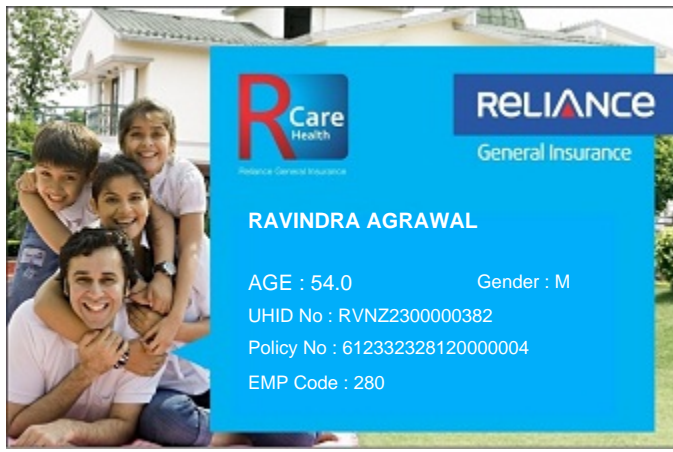 R Care
Health
Reliance General Insurance
RELIANCE
General Insurance
RAVINDRA AGRAWAL
AGE : 54.0 Gender : M
UHID No : RVNZ2300000382
Policy No : 612332328120000004
EMP Code : 280